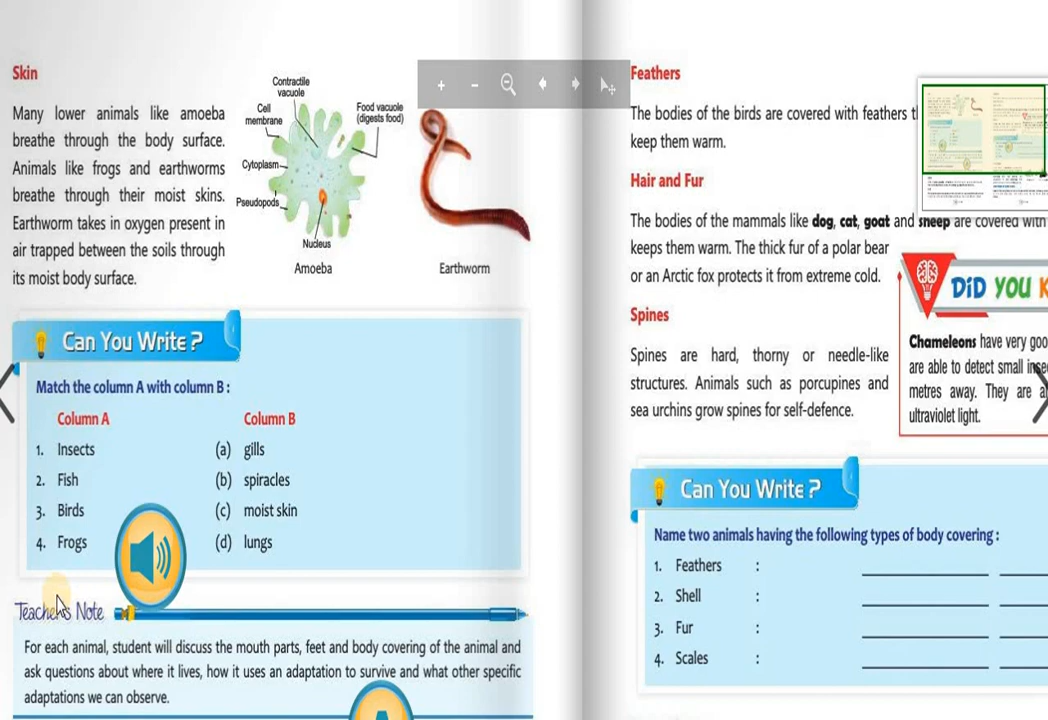 Skin
Many lower animals like amoeba
breathe through the body surface.
Animals like frogs and earthworms
breathe through their moist skins.
Earthworm takes in oxygen present in
air trapped between the soils through
its moist body surface.
Contractile
vacuole
Cell
membrane
Food vacuole
(digests food)
Cytoplasm
Pseudopods
Nucleus
Amoeba
Earthworm
Can You Write ?
Match the column A with column B :
Column A Column B
1. Insects (a) gills
2. Fish (b) spiracles
3. Birds (c) moist skin
4. Frogs (d) lungs
Teacher's Note
For each animal, student will discuss the mouth parts, feet and body covering of the animal and
ask questions about where it lives, how it uses an adaptation to survive and what other specific
adaptations we can observe.
Feathers
The bodies of the birds are covered with feathers
keep them warm.
Hair and Fur
The bodies of the mammals like dog, cat, goat and sheep are covered with
keeps them warm. The thick fur of a polar bear
or an Arctic fox protects it from extreme cold.
Spines
Spines are hard, thorny or needle-like
structures. Animals such as porcupines and
sea urchins grow spines for self-defence.
DiD YOU K
Chameleons have very goo
are able to detect small inse
metres away. They are a
ultraviolet light.
Can You Write ?
Name two animals having the following types of body covering :
1. Feathers :
2. Shell :
3. Fur :
4. Scales :